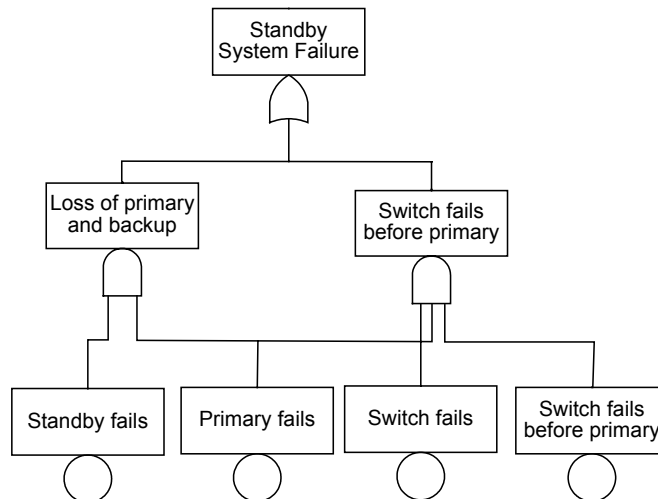 Standby
System Failure
Loss of primary
and backup
Switch fails
before primary
Standby fails
Primary fails
Switch fails
Switch fails
before primary